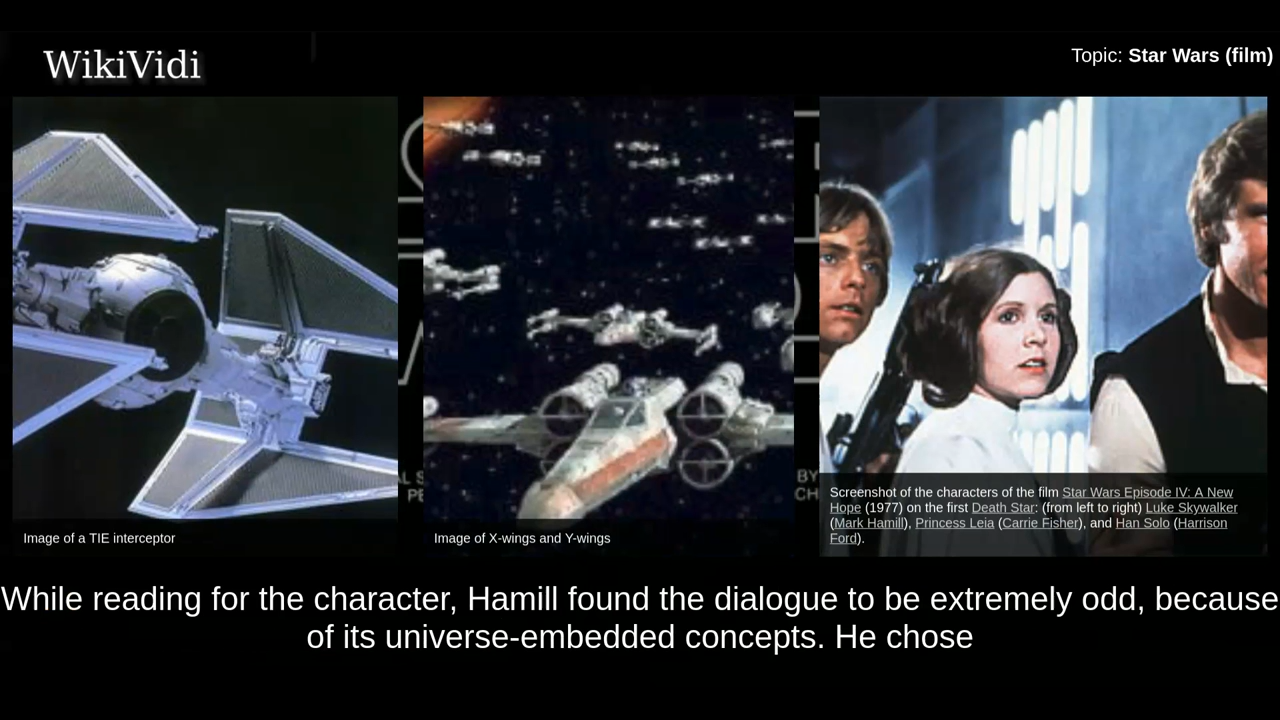 WikiVidi
Topic: Star Wars (film)
Image of a TIE interceptor
Image of X-wings and Y-wings
Screenshot of the characters of the film Star Wars Episode IV: A New
Hope (1977) on the first Death Star: (from left to right) Luke Skywalker
(Mark Hamill), Princess Leia (Carrie Fisher), and Han Solo (Harrison
Ford).
While reading for the character, Hamill found the dialogue to be extremely odd, because
of its universe-embedded concepts. He chose